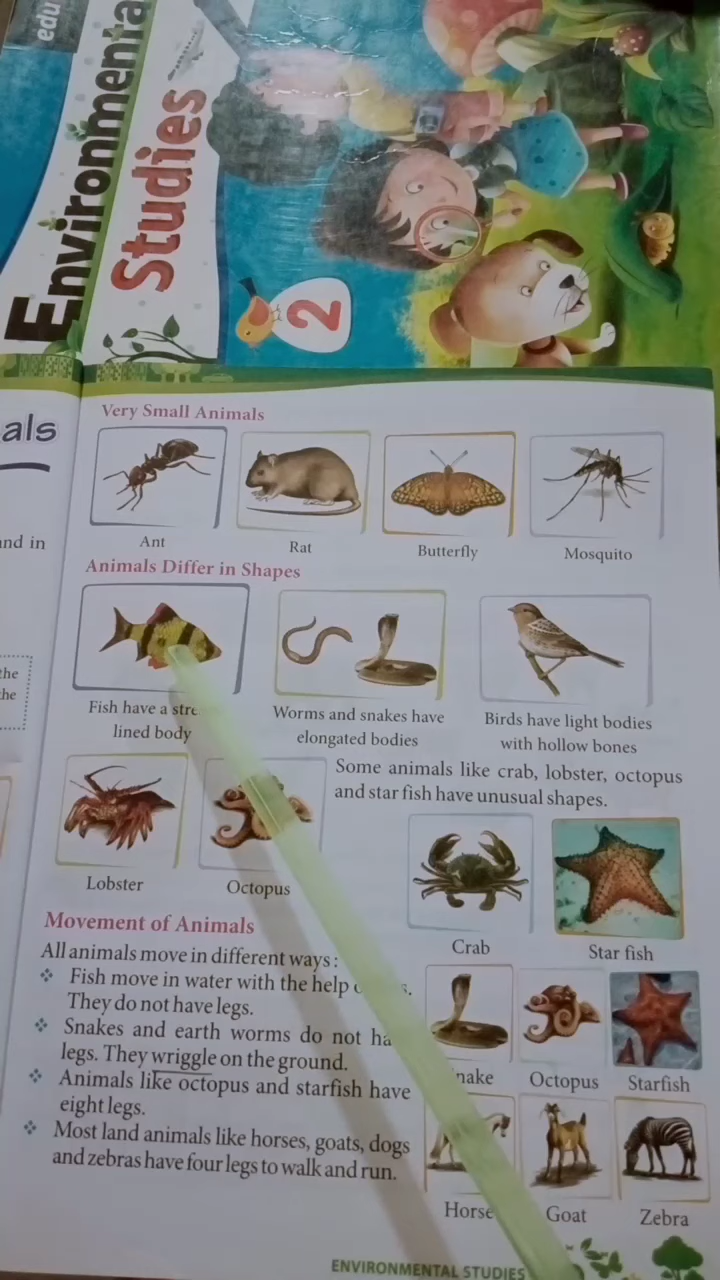 edu
Environmental
Studies
2
als
and in
the
the
Very Small Animals
Ant
Rat
Butterfly
Mosquito
Animals Differ in Shapes
Fish have a
lined body
Worms and snakes have
elongated bodies
Birds have light bodies
with hollow bones
Some animals like crab, lobster, octopus
and star fish have unusual shapes.
Lobster
Octopus
Crab
Star fish
Movement of Animals
All animals move in different ways :
❖ Fish move in water with the help
They do not have legs.
❖ Snakes and earth worms do not
legs. They wriggle on the ground.
❖ Animals like octopus and starfish have
eight legs.
❖ Most land animals like horses, goats, dogs
and zebras have four legs to walk and run.
Octopus
Starfish
Horse
Goat
Zebra
ENVIRONMENTAL STUDIES